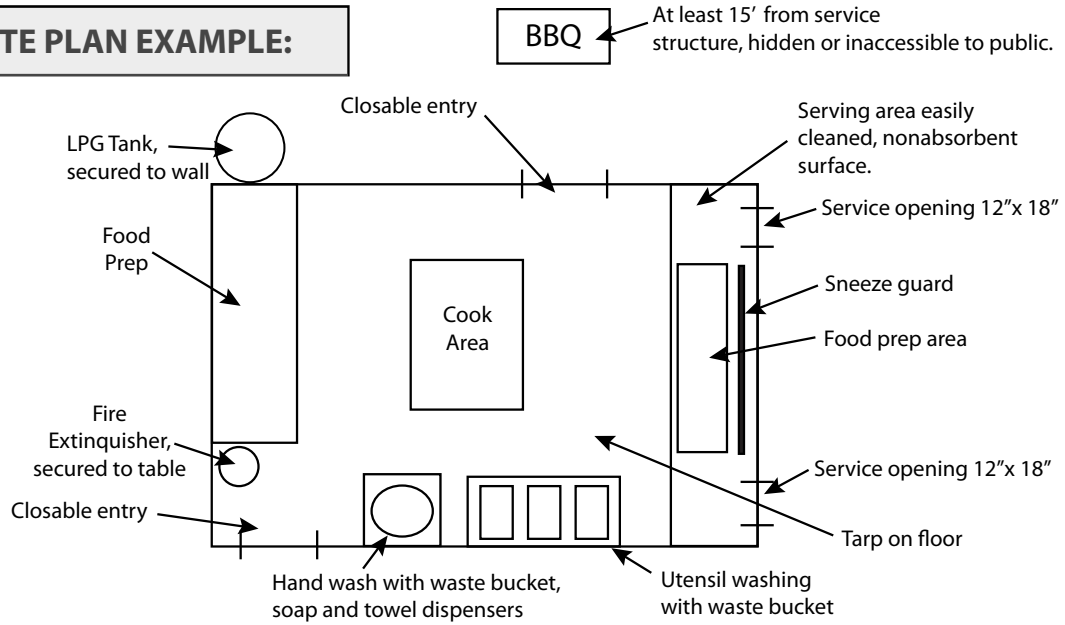 TE PLAN EXAMPLE:
BBQ
At least 15’ from service
structure, hidden or inaccessible to public.
Closable entry
LPG Tank,
secured to wall
Serving area easily
cleaned, nonabsorbent
surface.
Service opening 12”x 18”
Food
Prep
Sneeze guard
Cook
Area
Food prep area
Fire
Extinquisher,
secured to table
Service opening 12”x 18”
Closable entry
Tarp on floor
Hand wash with waste bucket,
soap and towel dispensers
Utensil washing
with waste bucket